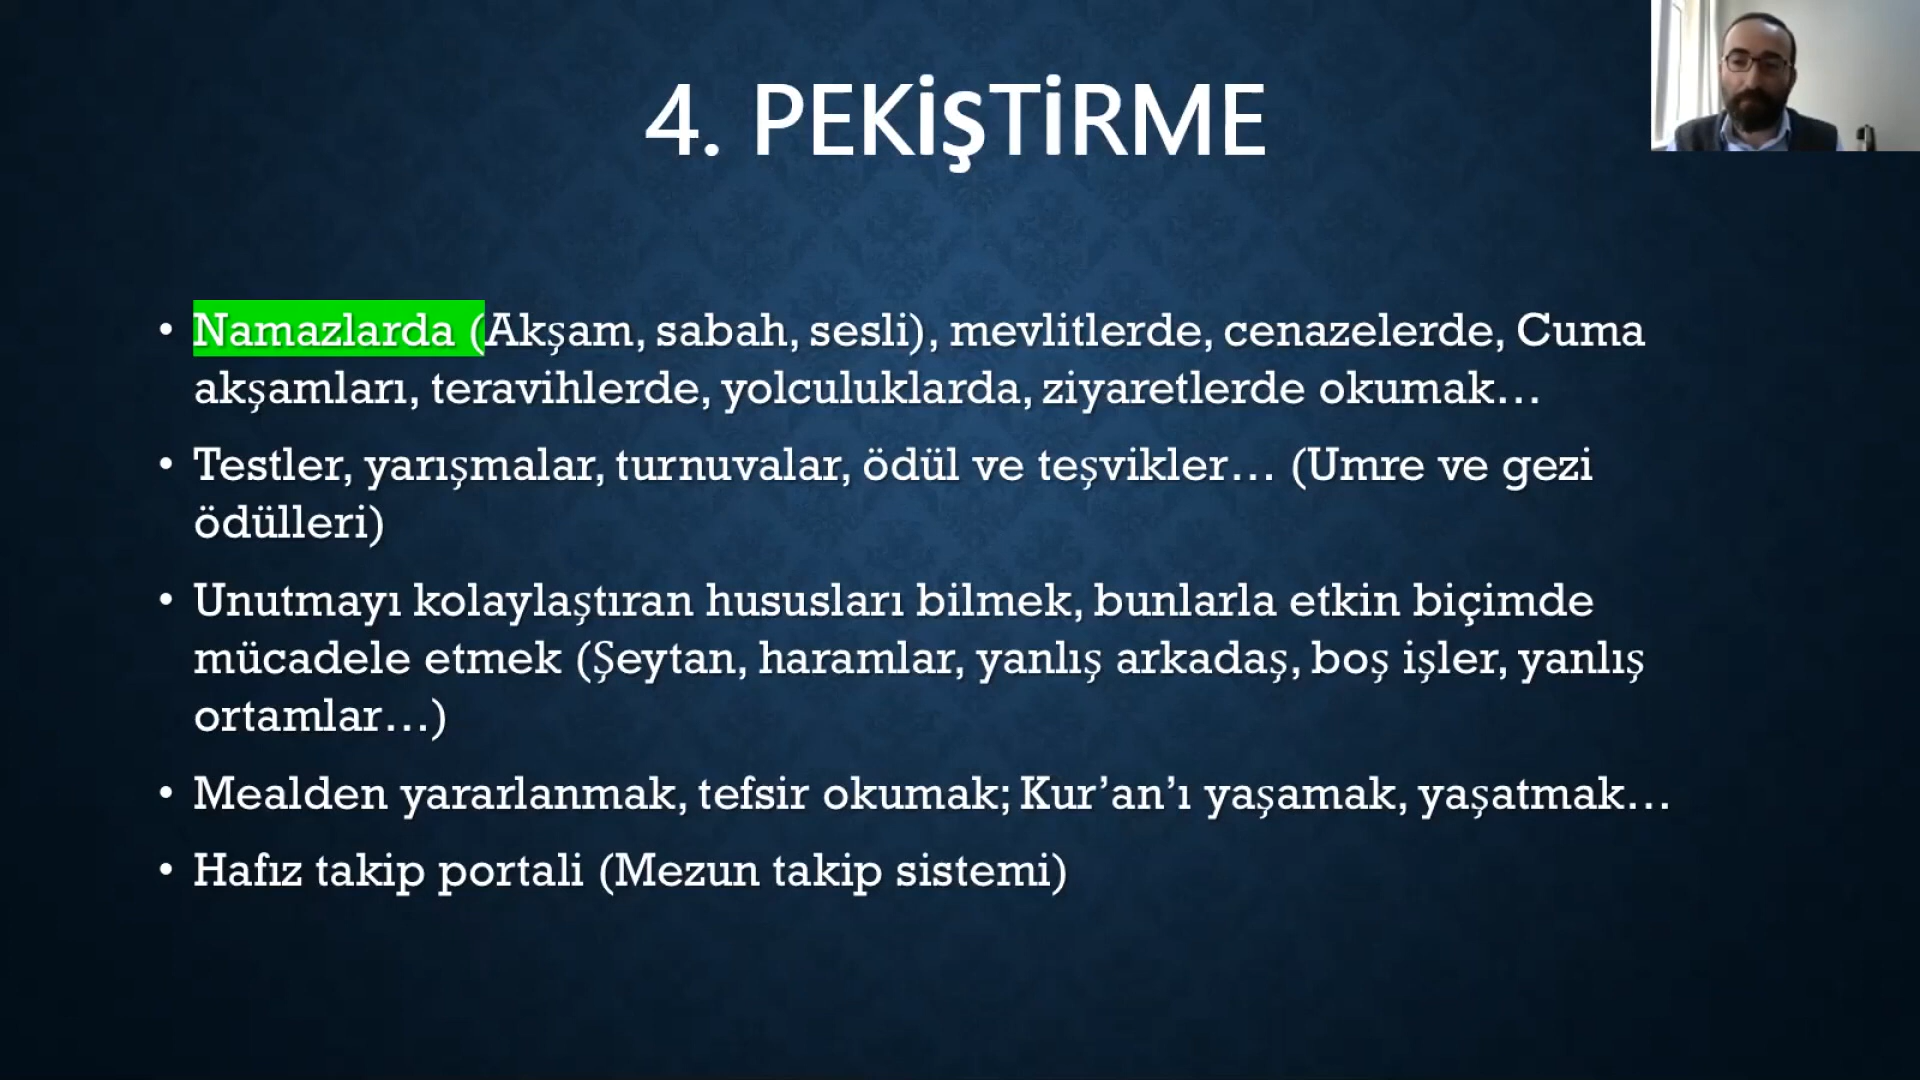 4. PEKİŞTİRME
• Namazlarda (Akşam, sabah, sesli), mevlitlerde, cenazelerde, Cuma
akşamları, teravihlerde, yolculuklarda, ziyaretlerde okumak…
• Testler, yarışmalar, turnuvalar, ödül ve teşvikler… (Umre ve gezi
ödülleri)
• Unutmayı kolaylaştıran hususları bilmek, bunlarla etkin biçimde
mücadele etmek (Şeytan, haramlar, yanlış arkadaş, boş işler, yanlış
ortamlar…)
• Mealden yararlanmak, tefsir okumak; Kur’an’ı yaşamak, yaşatmak…
• Hafız takip portali (Mezun takip sistemi)